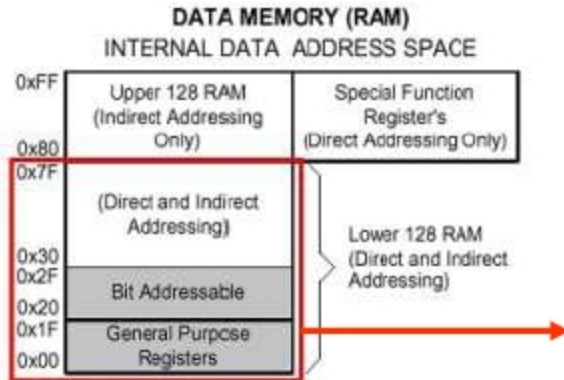 DATA MEMORY (RAM)
INTERNAL DATA ADDRESS SPACE
0xFF
Upper 128 RAM
(Indirect Addressing
Only)
Special Function
Register's
(Direct Addressing Only)
0x80
0x7F
(Direct and Indirect
Addressing)
Lower 128 RAM
(Direct and Indirect
Addressing)
0x30
0x2F
Bit Addressable
0x20
0x1F
General Purpose
Registers
0x00